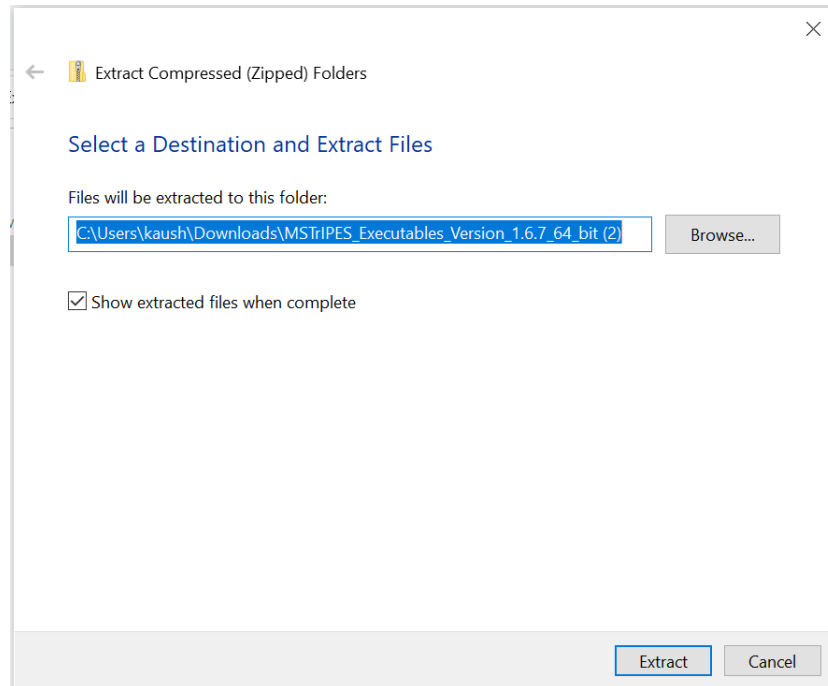 Extract Compressed (Zipped) Folders
Select a Destination and Extract Files
Files will be extracted to this folder:
C:\Users\kaush\Downloads\MSTrIPES_Executables_Version_1.6.7_64_bit (2)
Browse...
Show extracted files when complete
Extract
Cancel